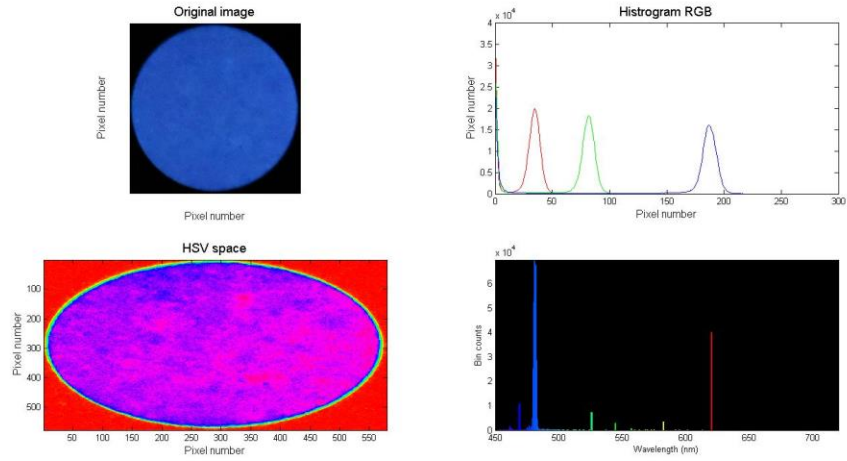 Original image
Pixel number
Pixel number
Histrogram RGB
x 10^4
4
3.5
3
2.5
2
1.5
1
0.5
0
0 50 100 150 200 250 300
Pixel number
HSV space
Pixel number
100
200
300
400
500
50 100 150 200 250 300 350 400 450 500 550
Pixel number
x 10^4
Bin counts
6
5
4
3
2
1
0
450 500 550 600 650 700
Wavelength (nm)